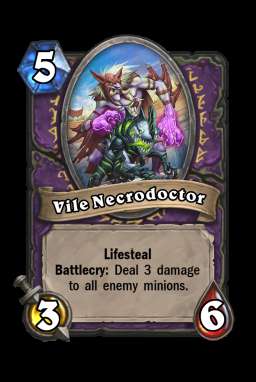 5
Vile Necrodoctor
Lifesteal
Battlecry: Deal 3 damage
to all enemy minions.
3
6